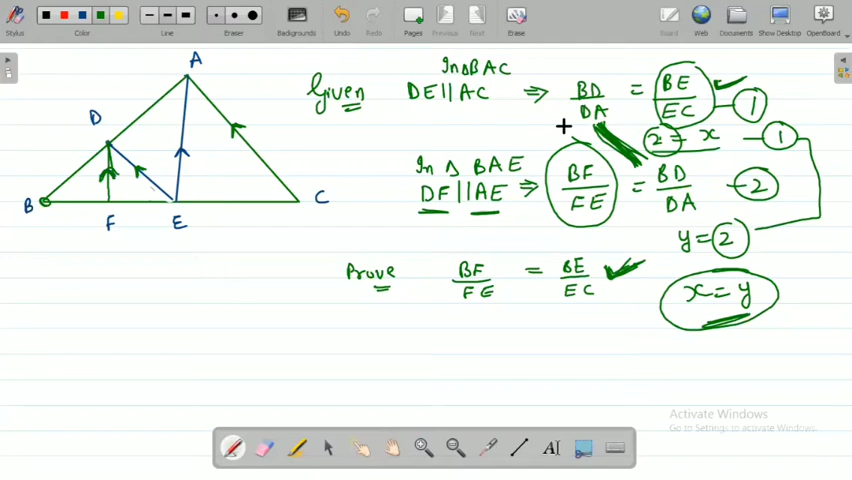 Stylus
Color
Line
Eraser
Backgrounds
Undo
Redo
Pages
Previous
Next
Erase
Board
Web
Documents
Show Desktop
OpenBoard
A
D
B
F
E
C
In ΔBAC
Given DE||AC ⇒ BD/DA = BE/EC - 1
2 = x - 1
In Δ BAE
DF||AE ⇒ BF/FE = BD/DA - 2
y = 2
Prove BF/FE = BE/EC
x = y
Activate Windows
Go to Settings to activate Windows.